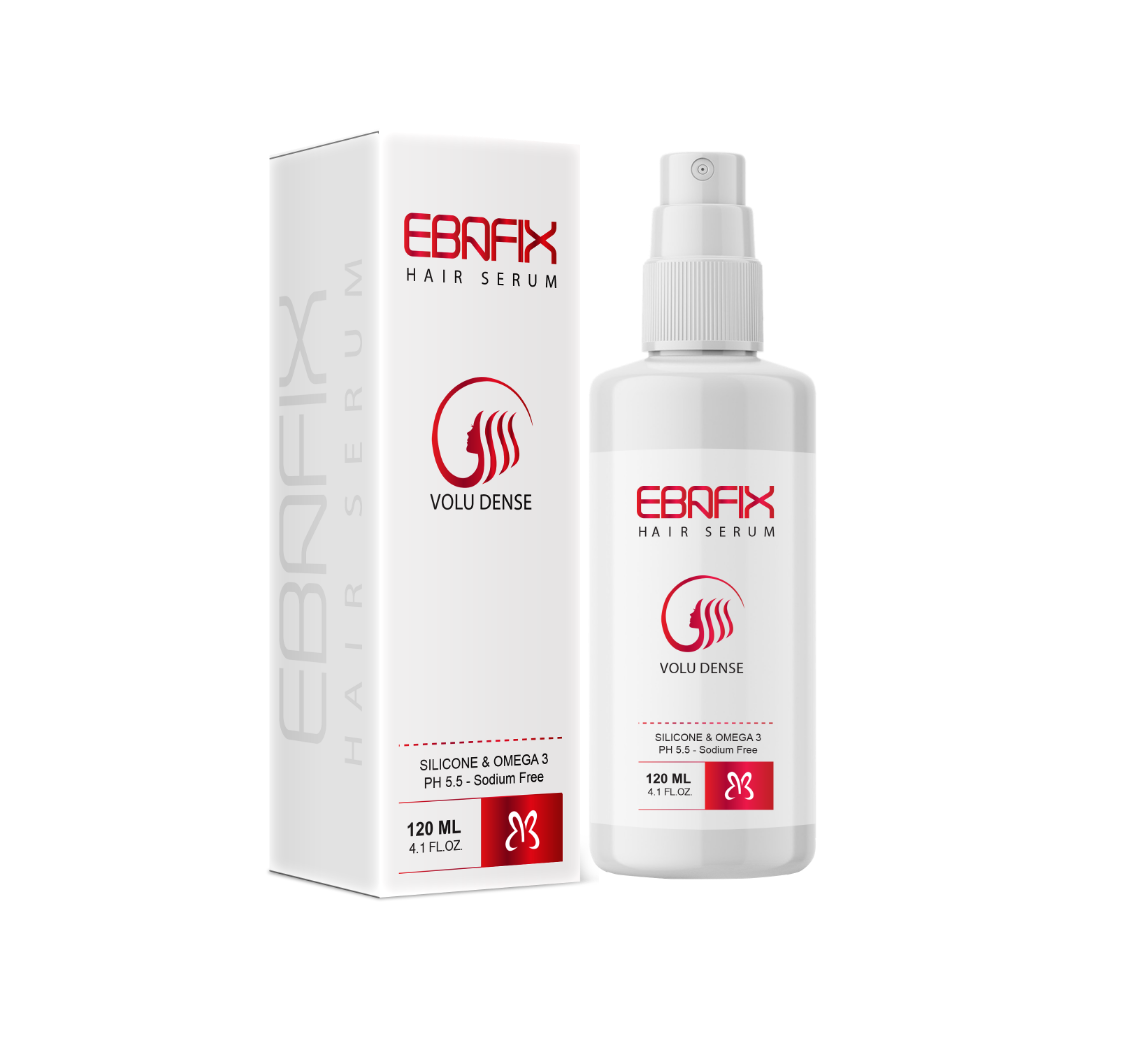 EBAFIX
HAIR SERUM
EBAFIX
HAIR SERUM
VOLU DENSE
SILICONE & OMEGA 3
PH 5.5 - Sodium Free
120 ML
4.1 FL.OZ.
EBAFIX
HAIR SERUM
VOLU DENSE
SILICONE & OMEGA 3
PH 5.5 - Sodium Free
120 ML
4.1 FL.OZ.